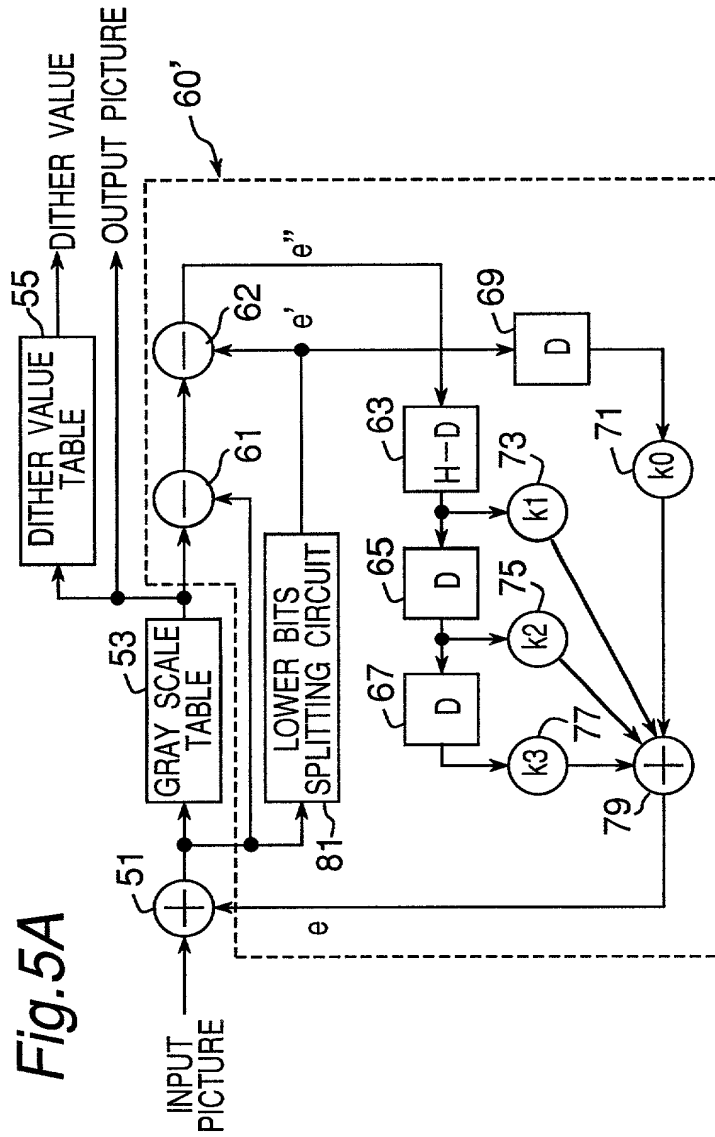 Fig.5A
INPUT
PICTURE
51
+
53
GRAY SCALE
TABLE
55
DITHER VALUE
TABLE
DITHER VALUE
OUTPUT PICTURE
60'
61
−
62
−
e''
e'
81
LOWER BITS
SPLITTING CIRCUIT
63
H−D
65
D
67
D
69
D
71
k0
73
k1
75
k2
77
k3
79
+
e